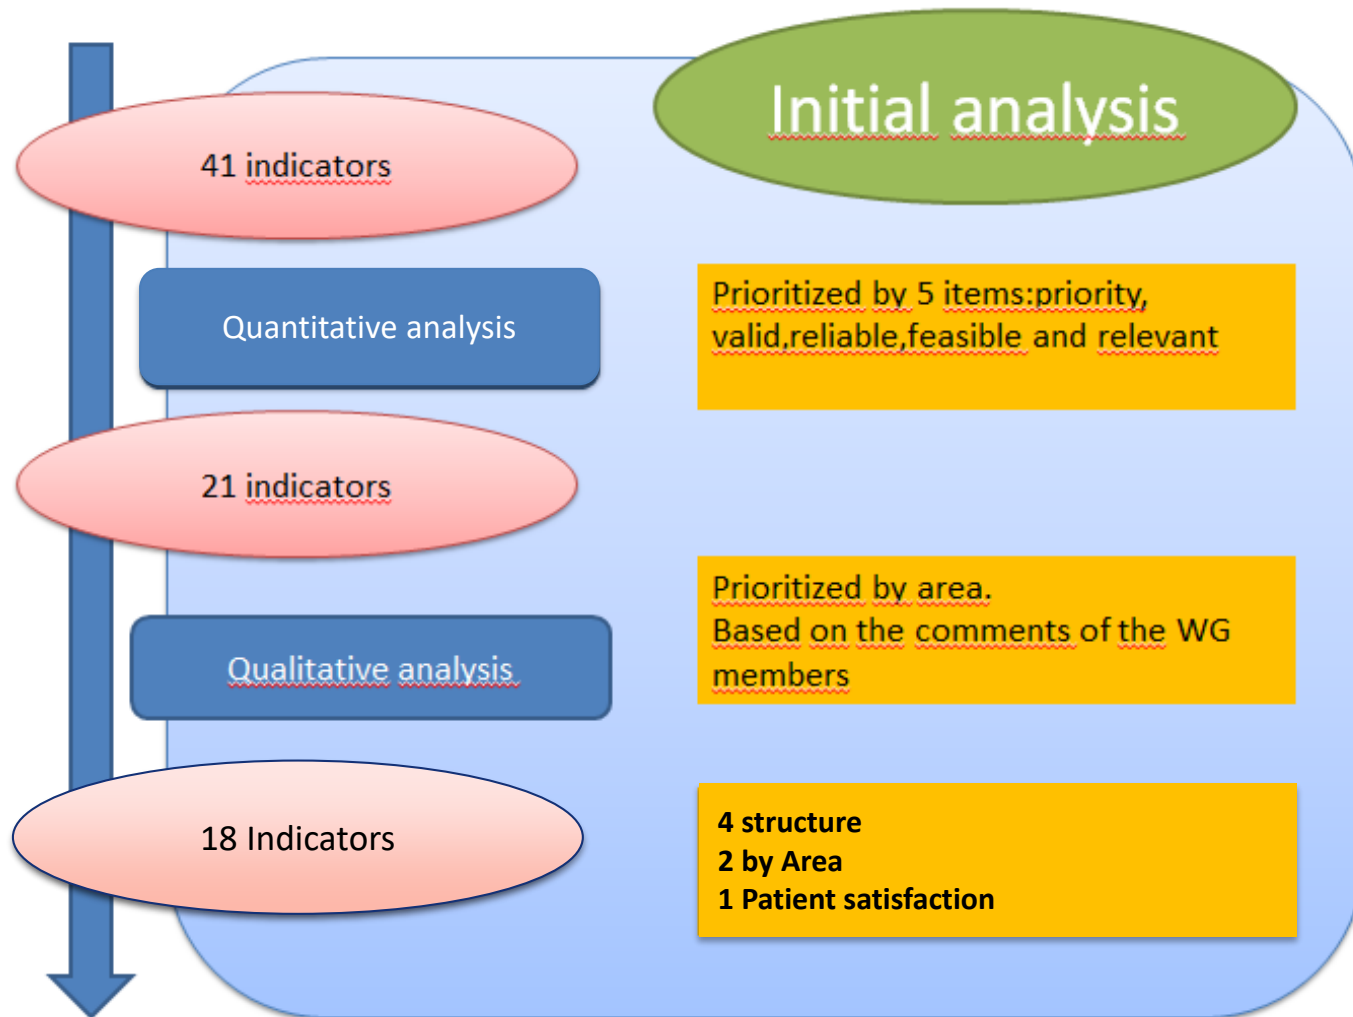 Initial analysis
41 indicators
Quantitative analysis
Prioritized by 5 items:priority,
valid,reliable,feasible and relevant
21 indicators
Prioritized by area.
Based on the comments of the WG
members
Qualitative analysis
18 Indicators
4 structure
2 by Area
1 Patient satisfaction